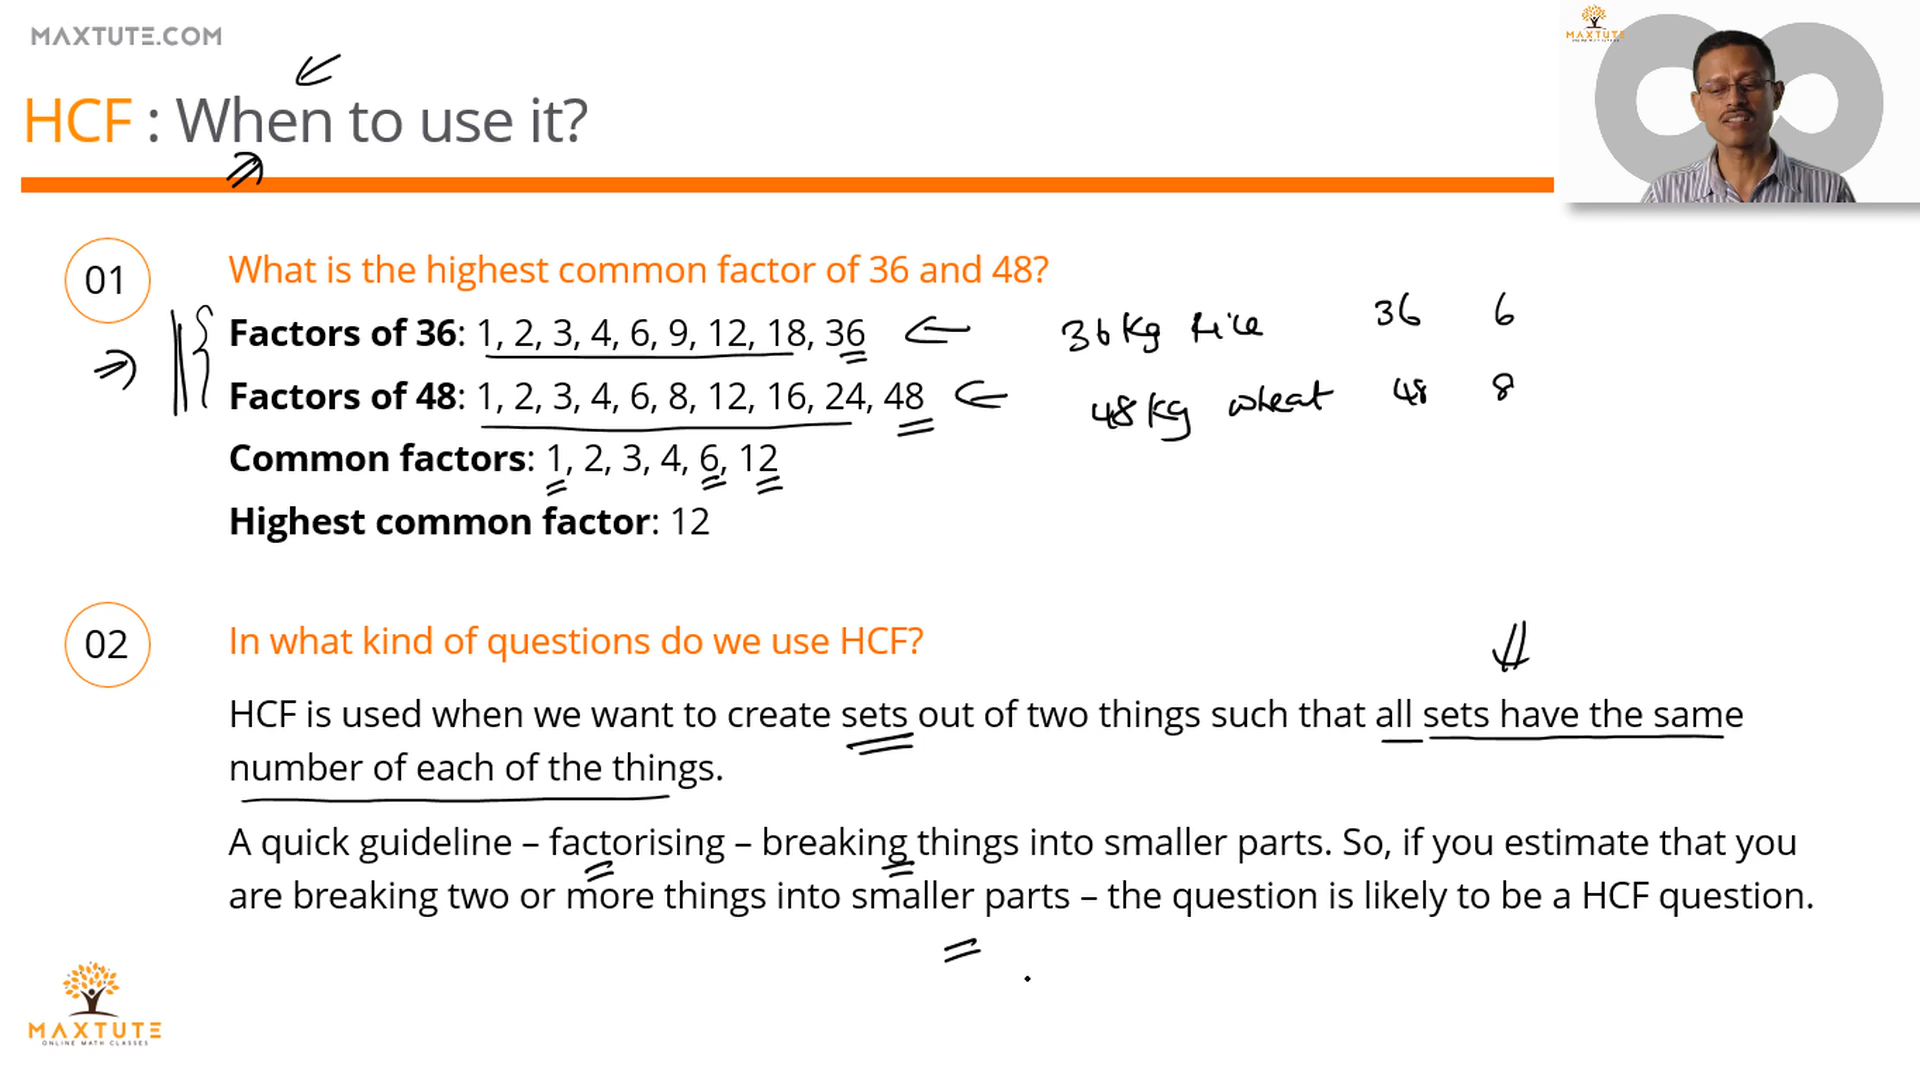 MAXTUTE.COM
MAXTUTE
HCF : When to use it?
01
What is the highest common factor of 36 and 48?
Factors of 36: 1, 2, 3, 4, 6, 9, 12, 18, 36
36 kg rice 36 6
Factors of 48: 1, 2, 3, 4, 6, 8, 12, 16, 24, 48
48 kg wheat 48 8
Common factors: 1, 2, 3, 4, 6, 12
Highest common factor: 12
02
In what kind of questions do we use HCF?
HCF is used when we want to create sets out of two things such that all sets have the same
number of each of the things.
A quick guideline – factorising – breaking things into smaller parts. So, if you estimate that you
are breaking two or more things into smaller parts – the question is likely to be a HCF question.
MAXTUTE
ONLINE MATH CLASSES